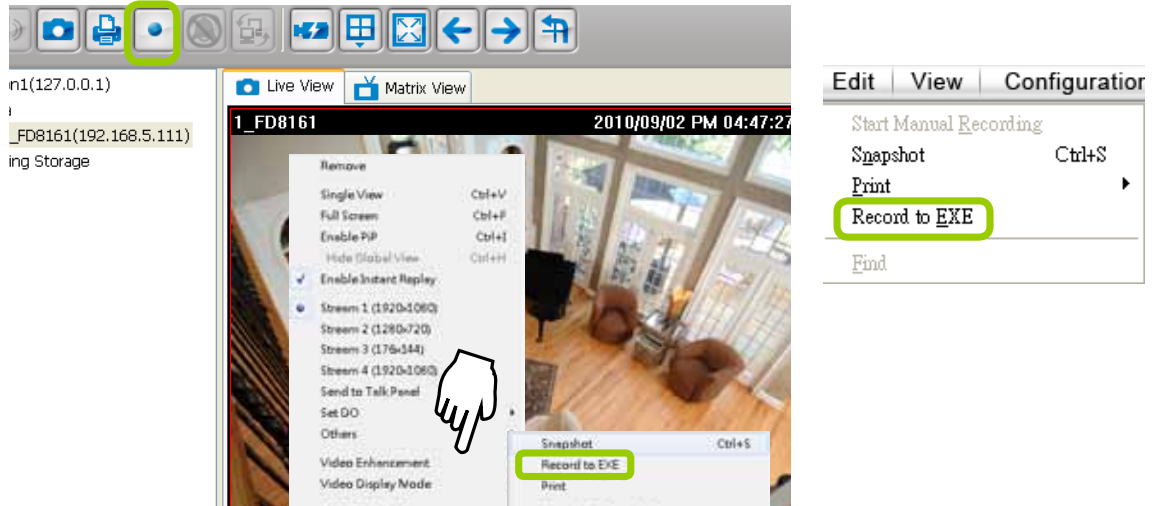 n1(127.0.0.1)
_FD8161(192.168.5.111)
ing Storage
Live View
Matrix View
1_FD8161
2010/09/02 PM 04:47:27
Remove
Single View Ctrl+V
Full Screen Ctrl+F
Enable PiP Ctrl+I
Hide Global View Ctrl+H
Enable Instant Replay
Stream 1 (1920x1080)
Stream 2 (1280x720)
Stream 3 (176x144)
Stream 4 (1920x1080)
Send to Talk Panel
Set DO
Others
Video Enhancement
Video Display Mode
Snapshot Ctrl+S
Record to EXE
Print
Edit View Configuration
Start Manual Recording
Snapshot Ctrl+S
Print
Record to EXE
Find